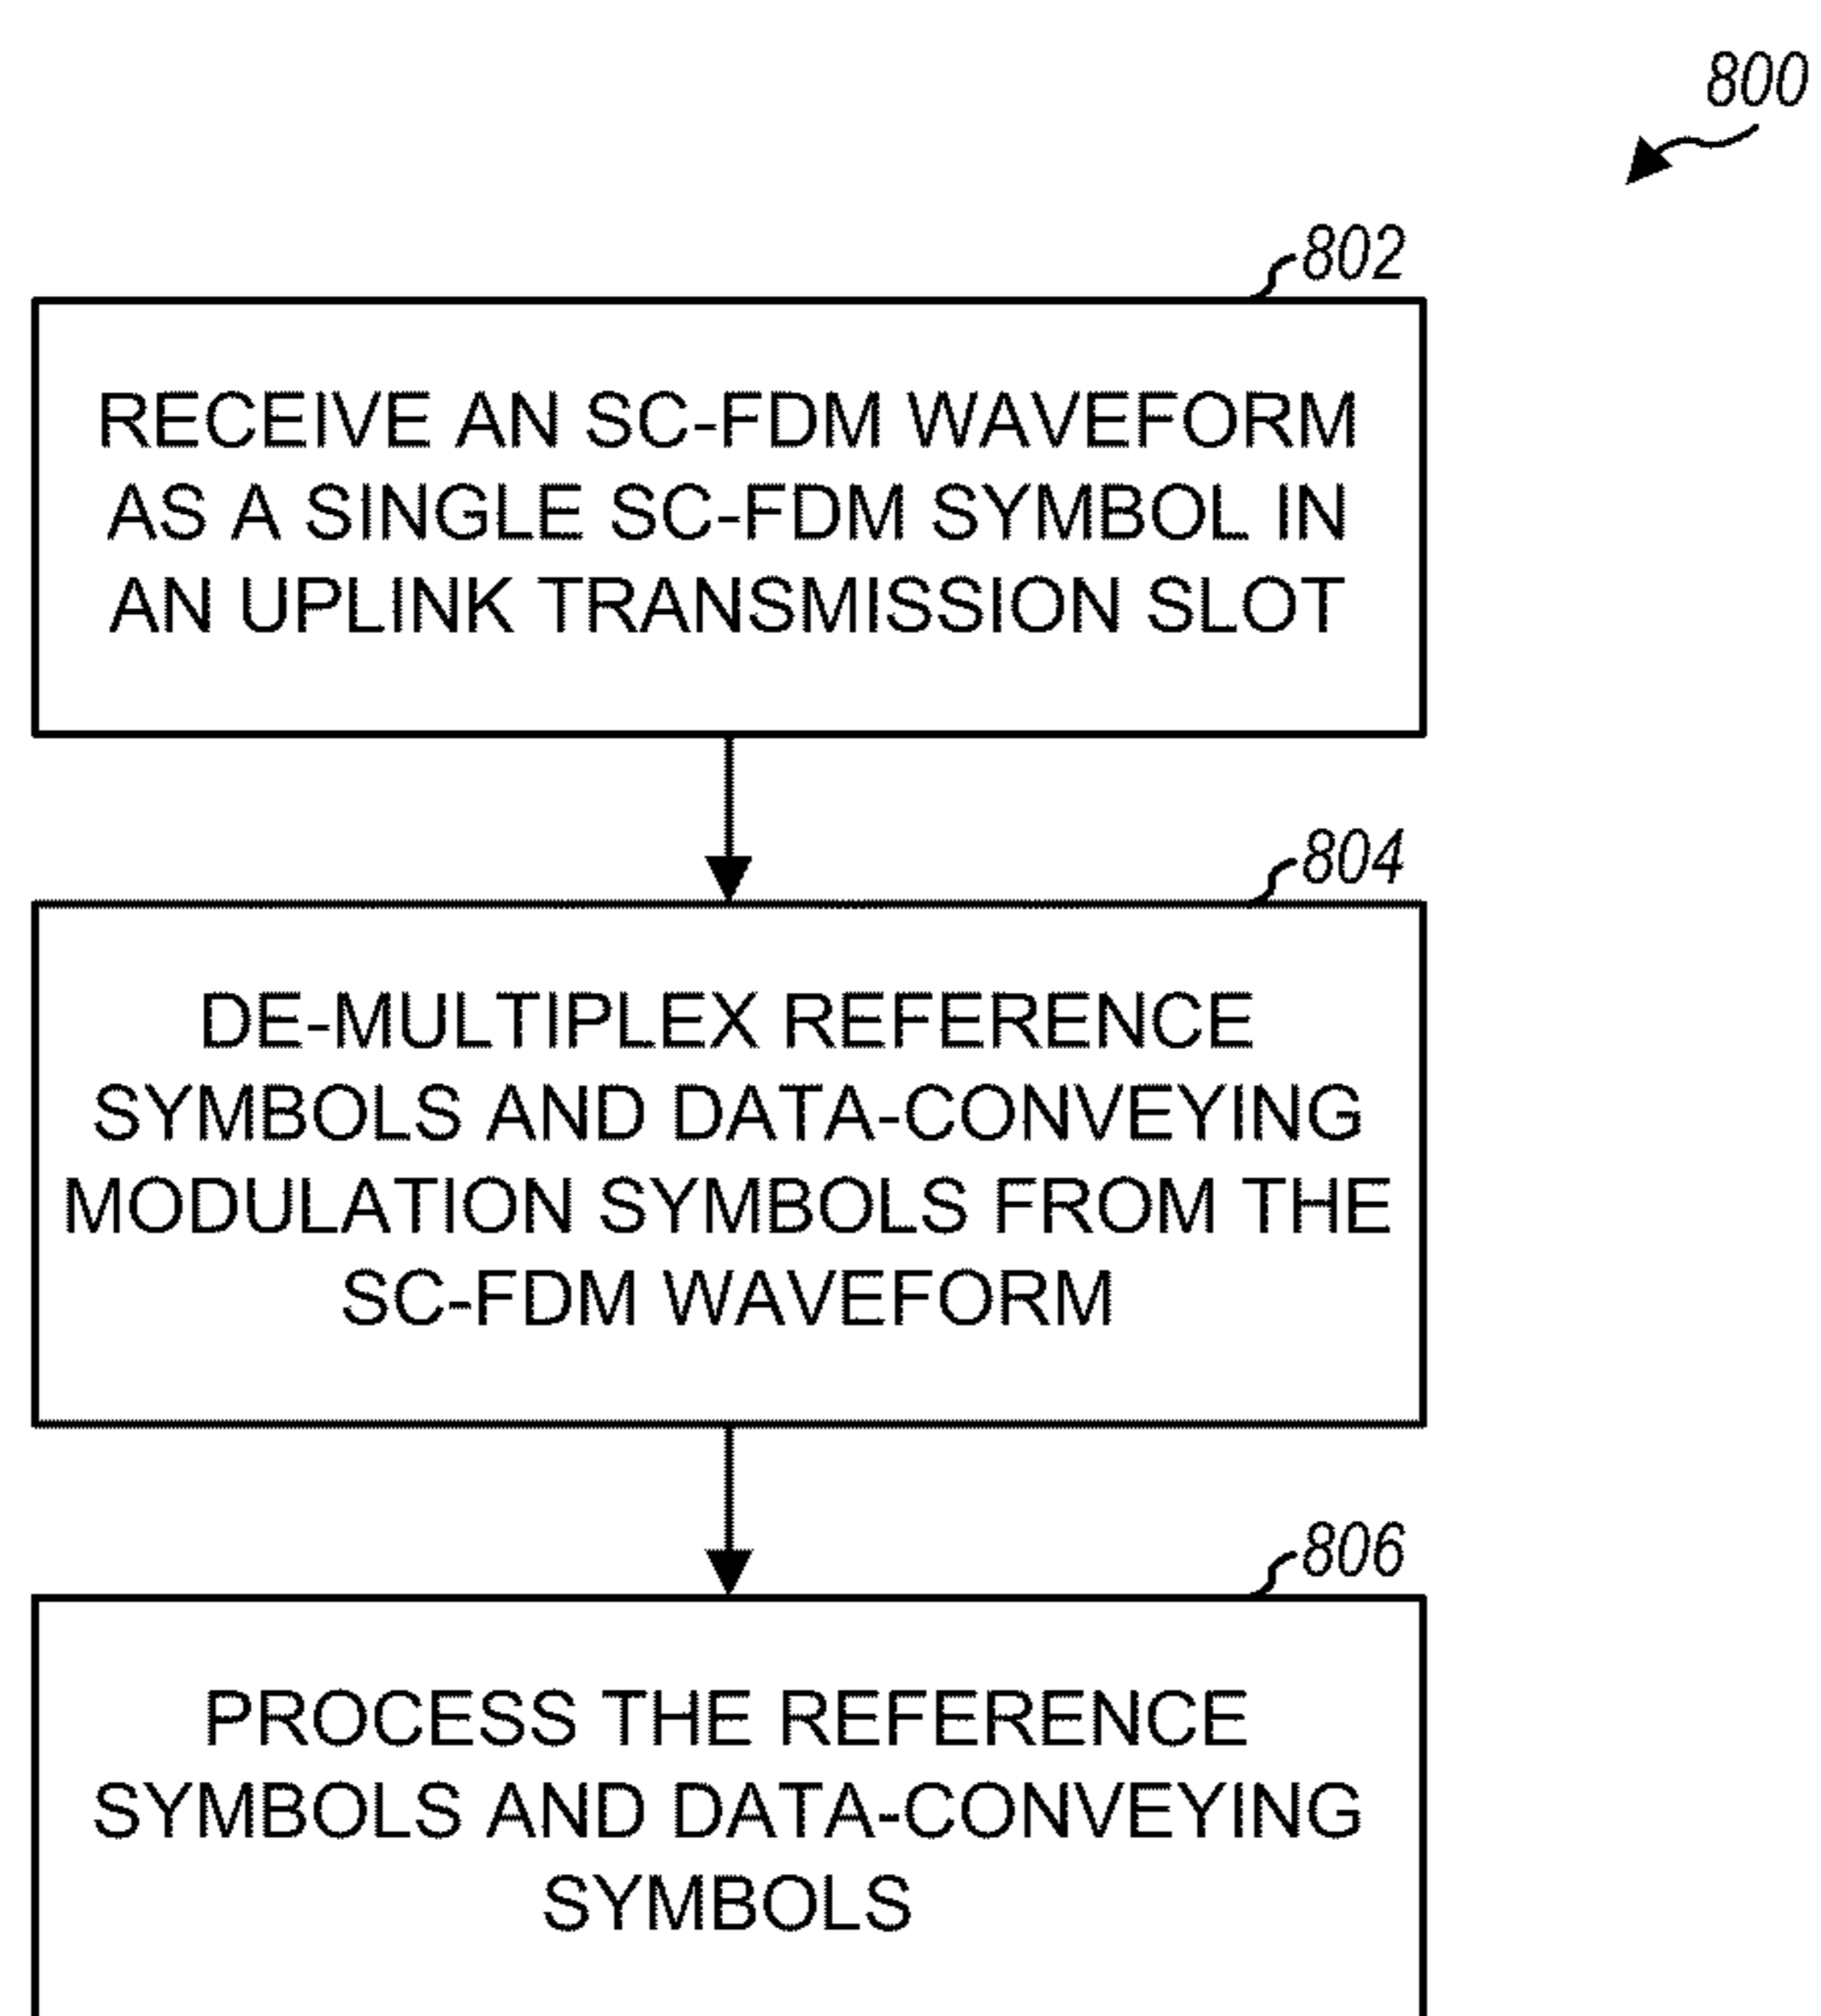 800
802
RECEIVE AN SC-FDM WAVEFORM
AS A SINGLE SC-FDM SYMBOL IN
AN UPLINK TRANSMISSION SLOT
804
DE-MULTIPLEX REFERENCE
SYMBOLS AND DATA-CONVEYING
MODULATION SYMBOLS FROM THE
SC-FDM WAVEFORM
806
PROCESS THE REFERENCE
SYMBOLS AND DATA-CONVEYING
SYMBOLS